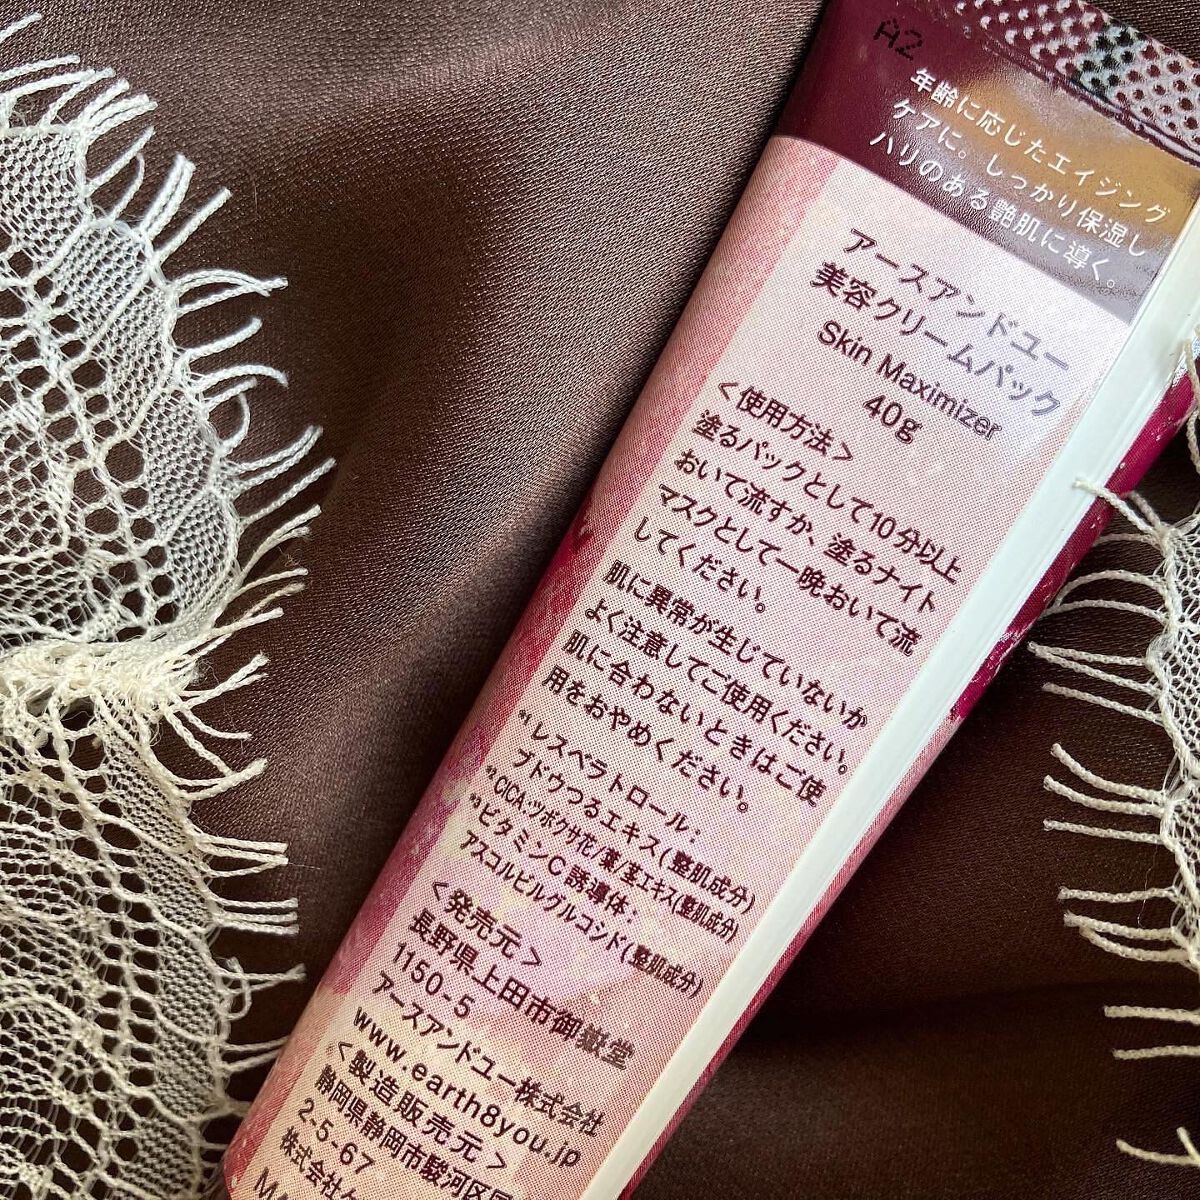 A2
年齢に応じたエイジング
ケアに。しっかり保湿し
ハリのある艶肌に導く。
アースアンドユー
美容クリームパック
Skin Maximizer
40g
＜使用方法＞
塗るパックとして10分以上
おいて流すか、塗るナイト
マスクとして一晩おいて流
してください。
肌に異常が生じていないか
よく注意してご使用ください。
肌に合わないときはご使
用をおやめください。
*¹ レスベラトロール：
ブドウつるエキス(整肌成分)
*² CICA:ツボクサ花/葉/茎エキス(整肌成分)
*³ ビタミンC誘導体：
アスコルビルグルコシド(整肌成分)
＜発売元＞
長野県上田市御嶽堂
1150-5
アースアンドユー株式会社
www.earth8you.jp
＜製造販売元＞
静岡県静岡市駿河区
2-5-67
株式会社